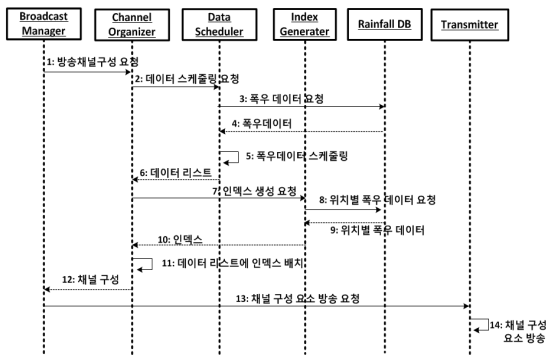 Broadcast
Manager
Channel
Organizer
Data
Scheduler
Index
Generater
Rainfall DB
Transmitter
1: 방송채널구성 요청
2: 데이터 스케줄링 요청
3: 폭우 데이터 요청
4: 폭우데이터
5: 폭우데이터 스케줄링
6: 데이터 리스트
7: 인덱스 생성 요청
8: 위치별 폭우 데이터 요청
9: 위치별 폭우 데이터
10: 인덱스
11: 데이터 리스트에 인덱스 배치
12: 채널 구성
13: 채널 구성 요소 방송 요청
14: 채널 구성
요소 방송